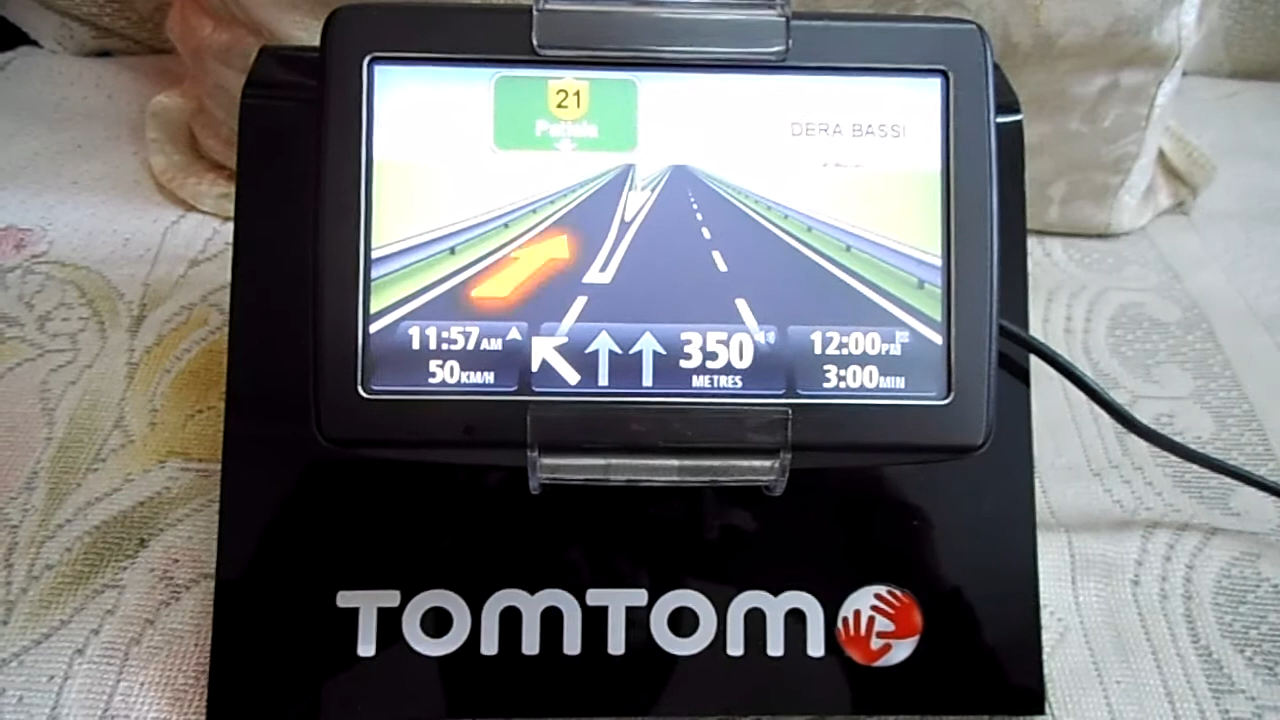 21
Patiala
DERA BASSI
11:57AM
50KM/H
350
METRES
12:00PM
3:00MIN
TOMTOM